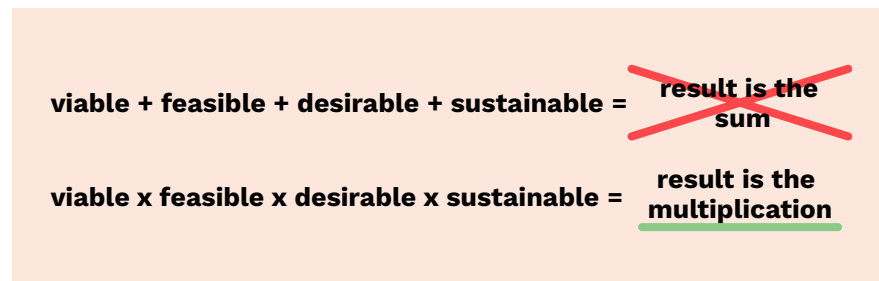 viable + feasible + desirable + sustainable = result is the
sum
viable x feasible x desirable x sustainable = result is the
multiplication